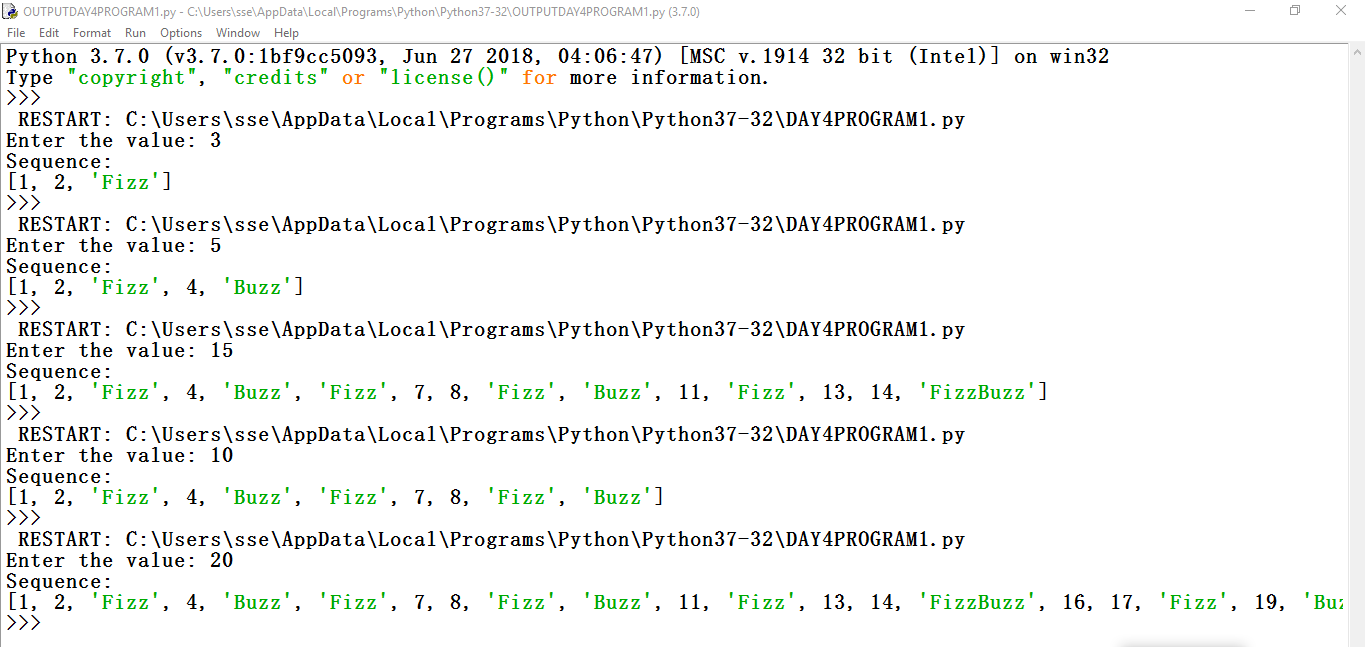 OUTPUTDAY4PROGRAM1.py - C:\Users\sse\AppData\Local\Programs\Python\Python37-32\OUTPUTDAY4PROGRAM1.py (3.7.0)
File Edit Format Run Options Window Help
Python 3.7.0 (v3.7.0:1bf9cc5093, Jun 27 2018, 04:06:47) [MSC v.1914 32 bit (Intel)] on win32
Type "copyright", "credits" or "license()" for more information.
>>>
 RESTART: C:\Users\sse\AppData\Local\Programs\Python\Python37-32\DAY4PROGRAM1.py
Enter the value: 3
Sequence:
[1, 2, 'Fizz']
>>>
 RESTART: C:\Users\sse\AppData\Local\Programs\Python\Python37-32\DAY4PROGRAM1.py
Enter the value: 5
Sequence:
[1, 2, 'Fizz', 4, 'Buzz']
>>>
 RESTART: C:\Users\sse\AppData\Local\Programs\Python\Python37-32\DAY4PROGRAM1.py
Enter the value: 15
Sequence:
[1, 2, 'Fizz', 4, 'Buzz', 'Fizz', 7, 8, 'Fizz', 'Buzz', 11, 'Fizz', 13, 14, 'FizzBuzz']
>>>
 RESTART: C:\Users\sse\AppData\Local\Programs\Python\Python37-32\DAY4PROGRAM1.py
Enter the value: 10
Sequence:
[1, 2, 'Fizz', 4, 'Buzz', 'Fizz', 7, 8, 'Fizz', 'Buzz']
>>>
 RESTART: C:\Users\sse\AppData\Local\Programs\Python\Python37-32\DAY4PROGRAM1.py
Enter the value: 20
Sequence:
[1, 2, 'Fizz', 4, 'Buzz', 'Fizz', 7, 8, 'Fizz', 'Buzz', 11, 'Fizz', 13, 14, 'FizzBuzz', 16, 17, 'Fizz', 19, 'Bu
>>>